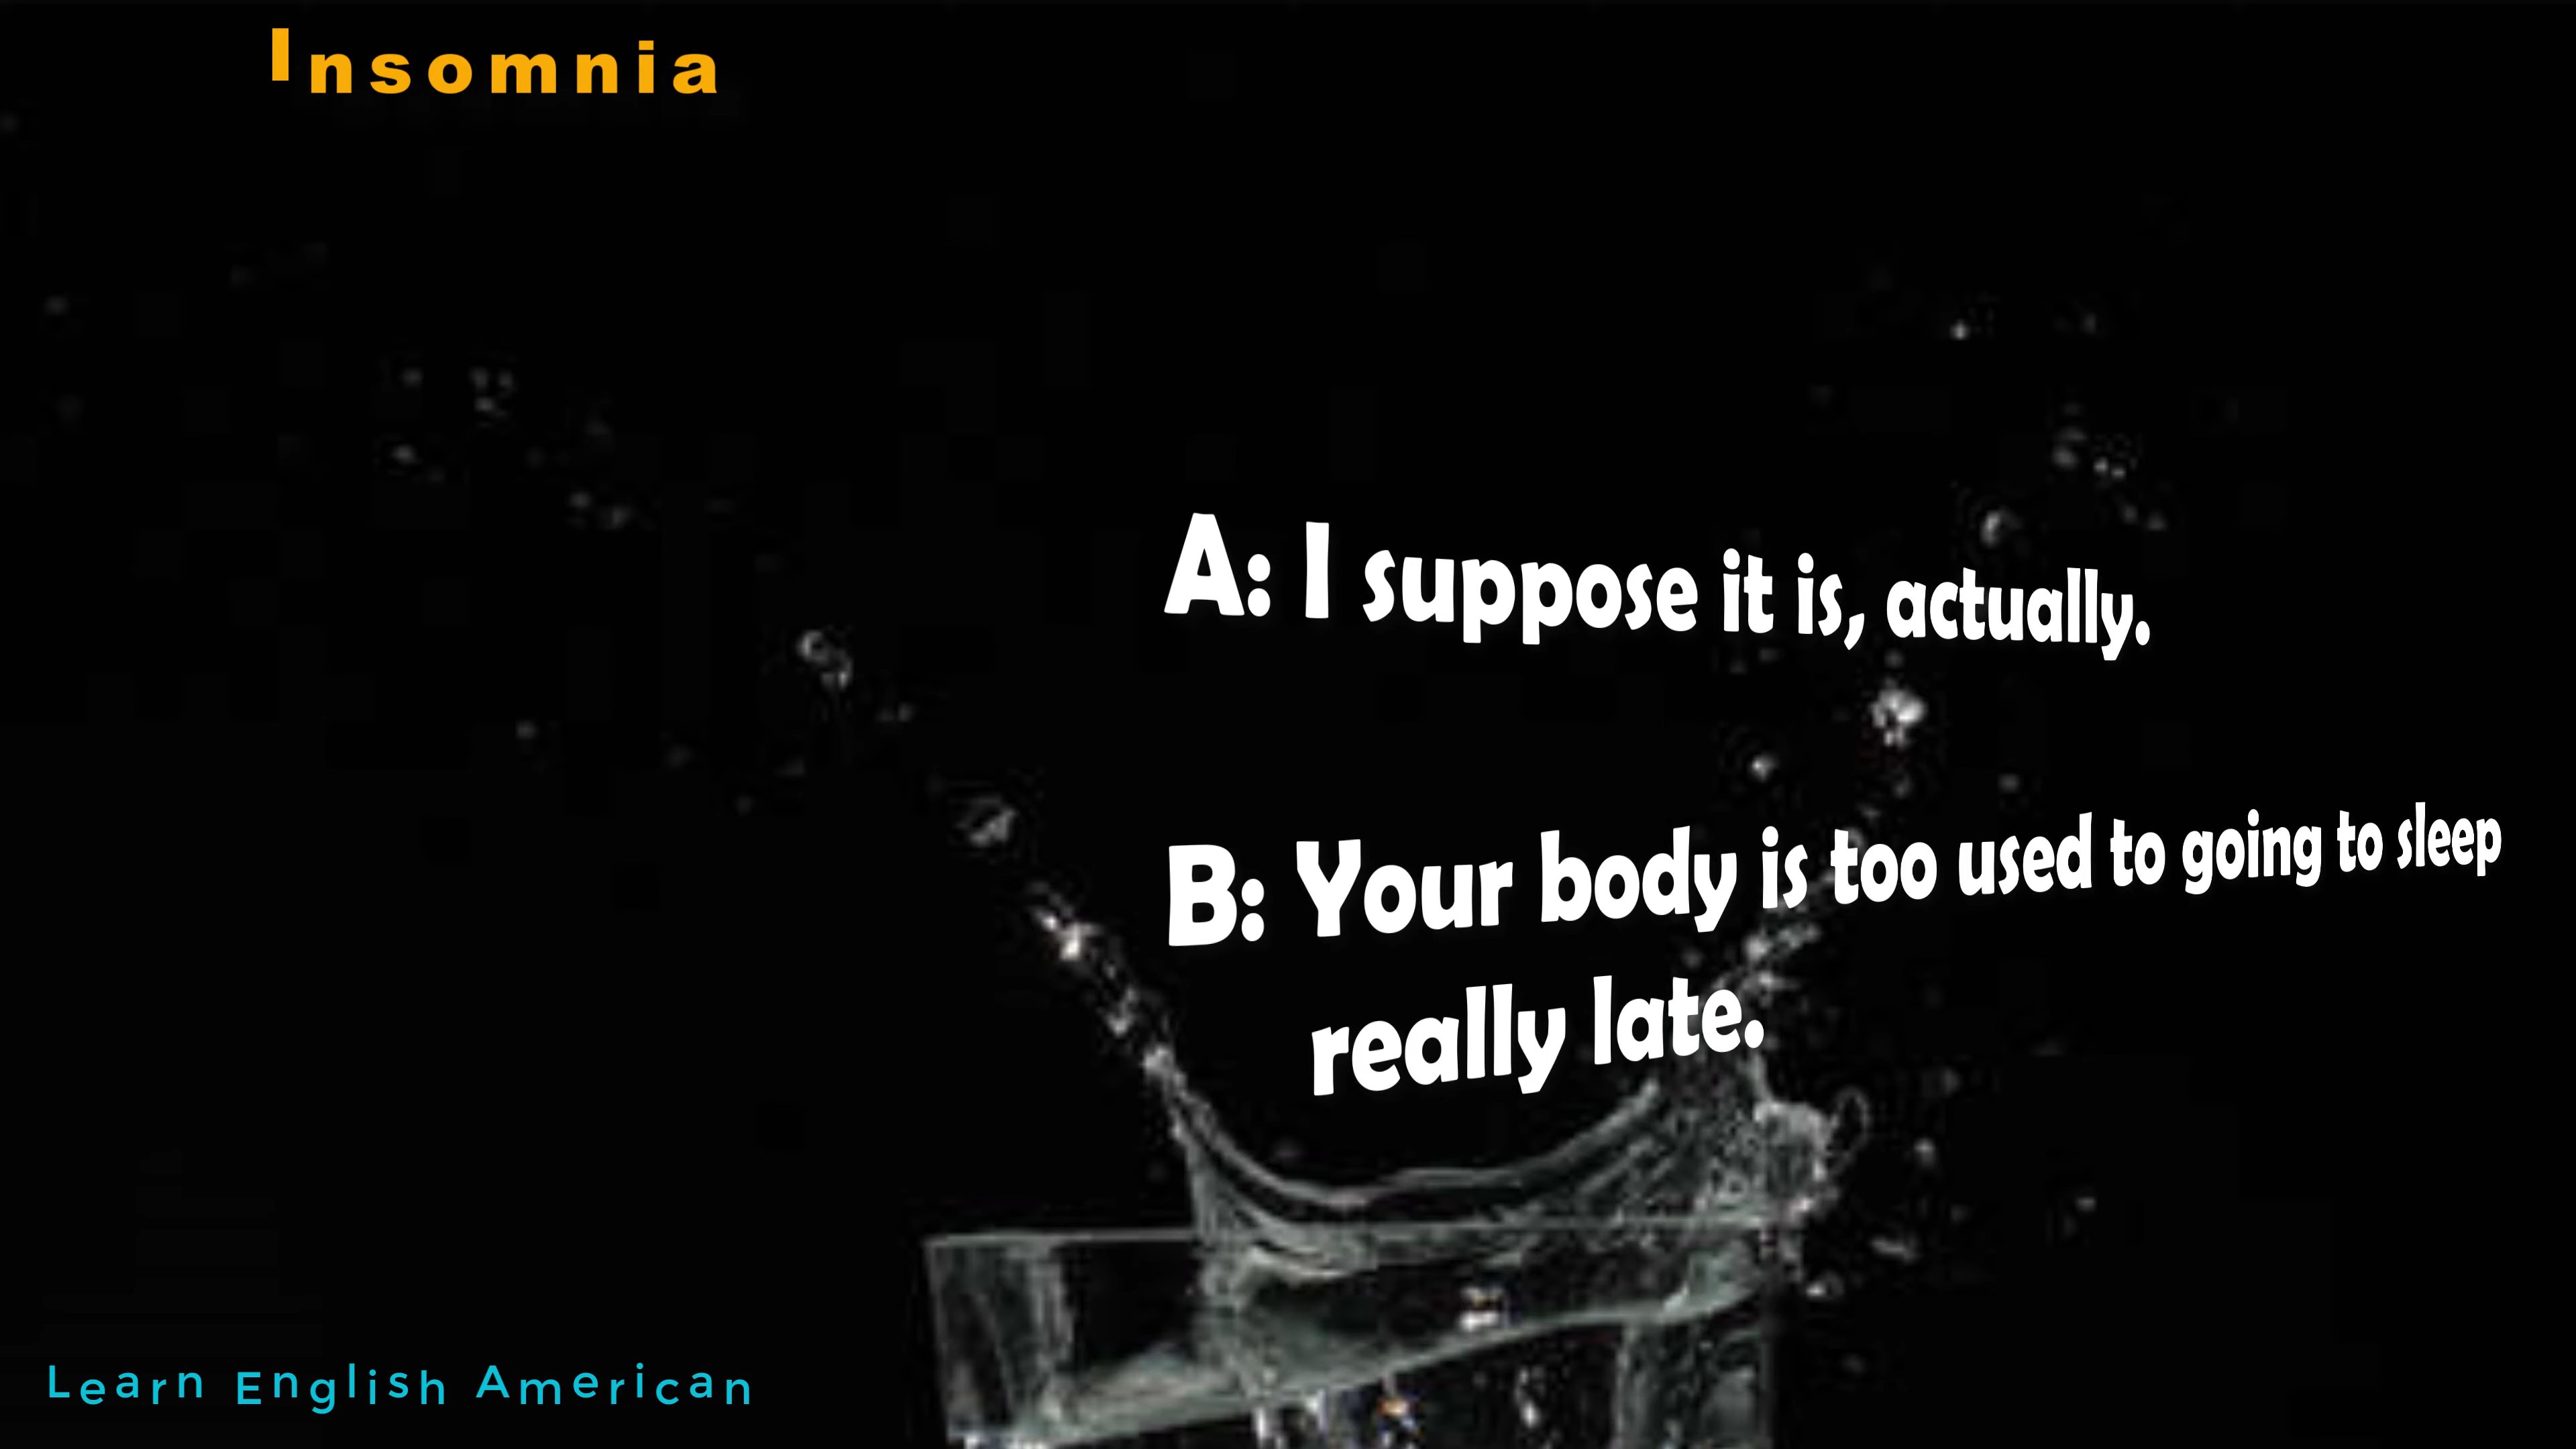 Insomnia
A: I suppose it is, actually.
B: Your body is too used to going to sleep
really late.
Learn English American